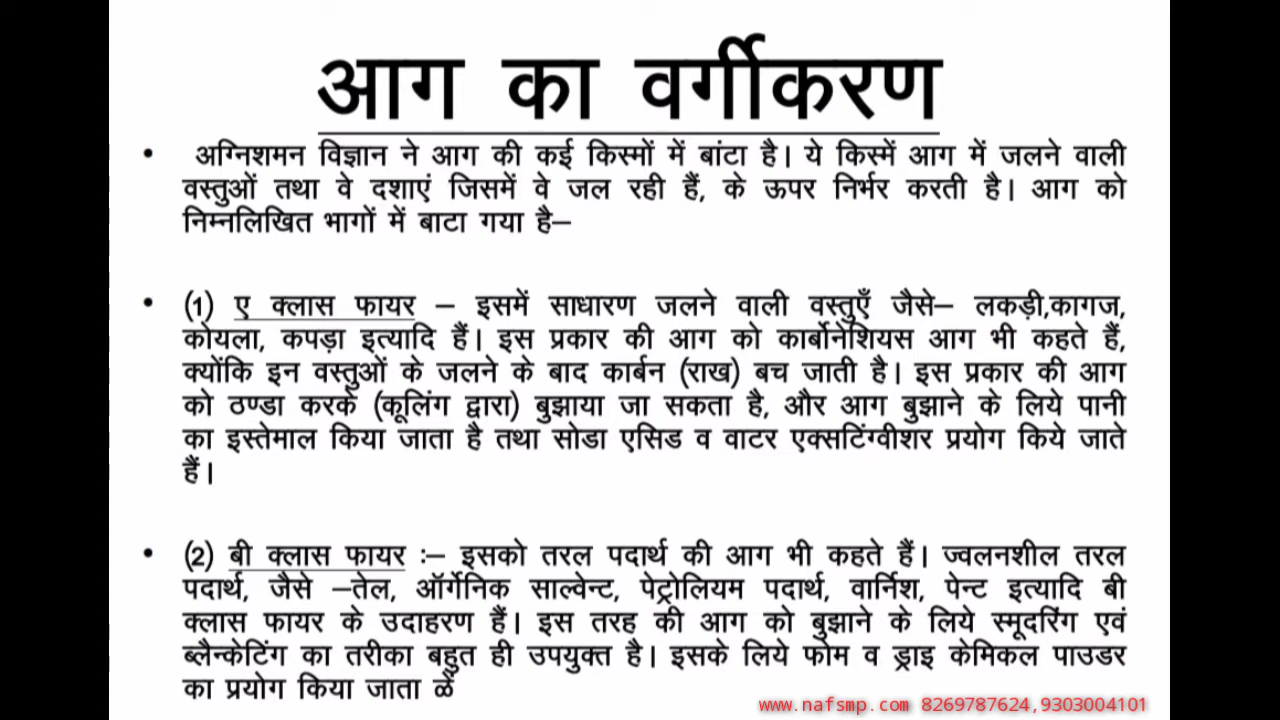 आग का वर्गीकरण
• अग्निशमन विज्ञान ने आग की कई किस्मों में बांटा है। ये किस्में आग में जलने वाली
वस्तुओं तथा वे दशाएं जिसमें वे जल रही हैं, के ऊपर निर्भर करती है। आग को
निम्नलिखित भागों में बाटा गया है–
• (1) ए क्लास फायर – इसमें साधारण जलने वाली वस्तुएँ जैसे– लकड़ी,कागज,
कोयला, कपड़ा इत्यादि हैं। इस प्रकार की आग को कार्बोनेशियस आग भी कहते हैं,
क्योंकि इन वस्तुओं के जलने के बाद कार्बन (राख) बच जाती है। इस प्रकार की आग
को ठण्डा करके (कूलिंग द्वारा) बुझाया जा सकता है, और आग बुझाने के लिये पानी
का इस्तेमाल किया जाता है तथा सोडा एसिड व वाटर एक्सटिंग्वीशर प्रयोग किये जाते
हैं।
• (2) बी क्लास फायर :– इसको तरल पदार्थ की आग भी कहते हैं। ज्वलनशील तरल
पदार्थ, जैसे –तेल, ऑर्गेनिक साल्वेन्ट, पेट्रोलियम पदार्थ, वार्निश, पेन्ट इत्यादि बी
क्लास फायर के उदाहरण हैं। इस तरह की आग को बुझाने के लिये स्मूदरिंग एवं
ब्लैन्केटिंग का तरीका बहुत ही उपयुक्त है। इसके लिये फोम व ड्राइ केमिकल पाउडर
का प्रयोग किया जाता ळें
www.nafsmp.com 8269787624,9303004101